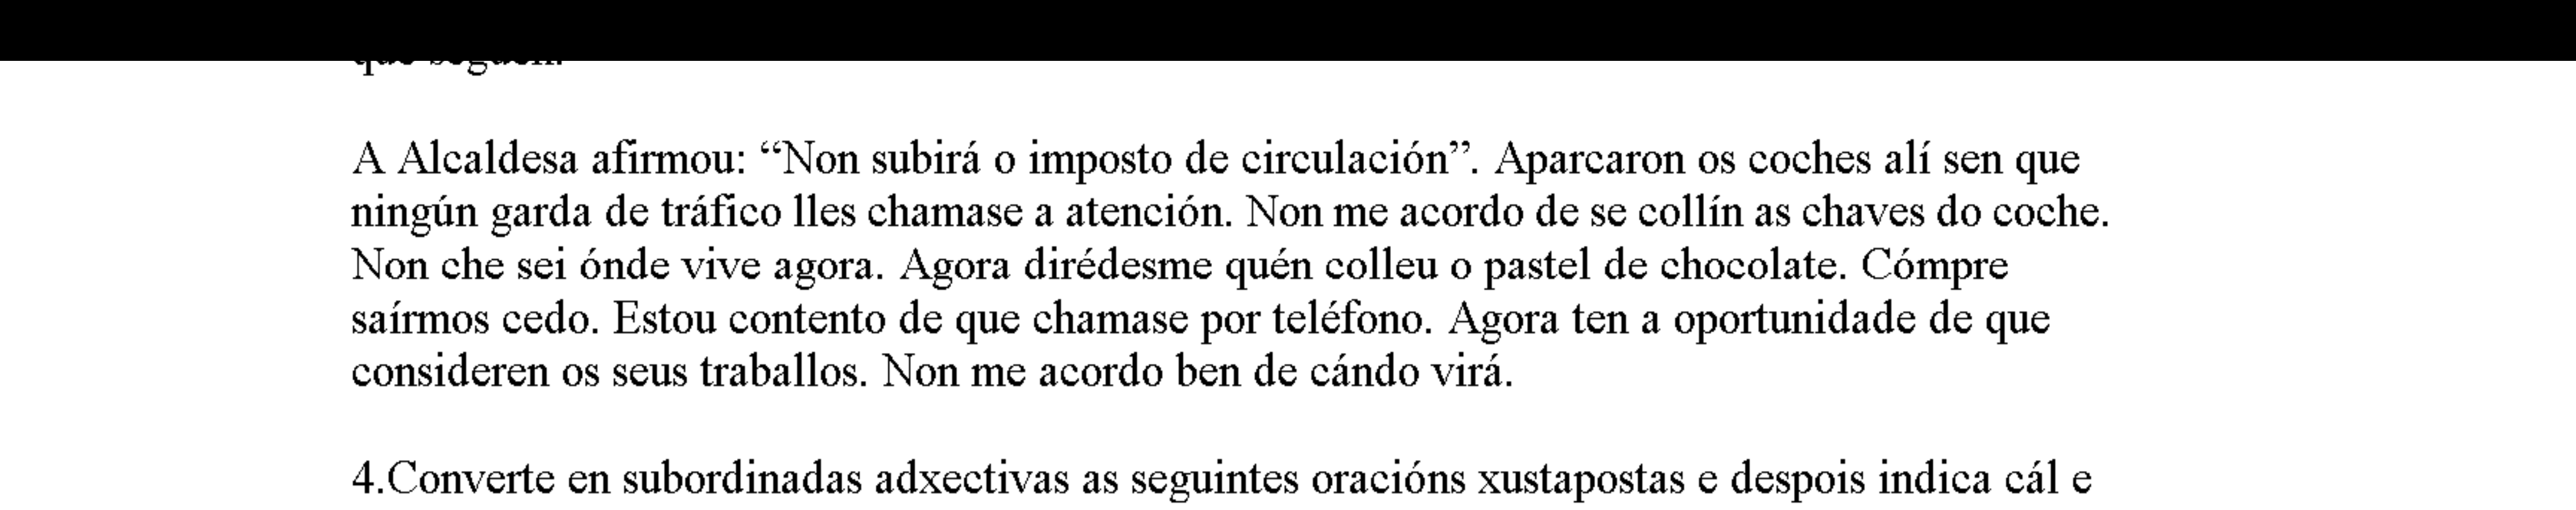 que seguen.
A Alcaldesa afirmou: “Non subirá o imposto de circulación”. Aparcaron os coches alí sen que
ningún garda de tráfico lles chamase a atención. Non me acordo de se collín as chaves do coche.
Non che sei ónde vive agora. Agora dirédesme quén colleu o pastel de chocolate. Cómpre
saírmos cedo. Estou contento de que chamase por teléfono. Agora ten a oportunidade de que
consideren os seus traballos. Non me acordo ben de cándo virá.
4.Converte en subordinadas adxectivas as seguintes oracións xustapostas e despois indica cál e